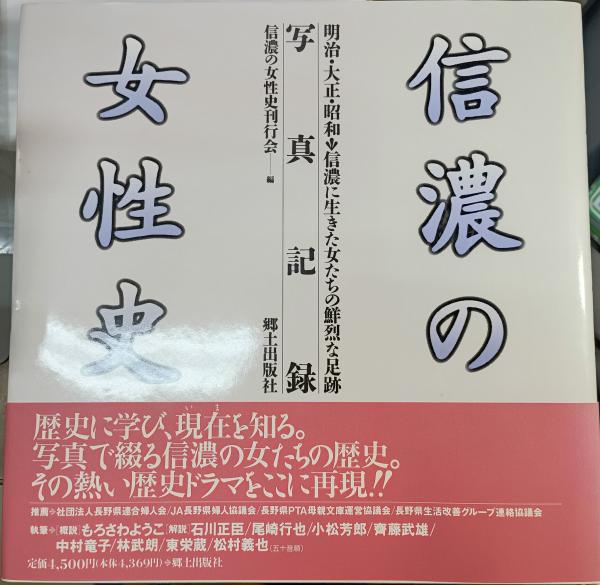 信濃の
女性史
明治・大正・昭和➔信濃に生きた女たちの鮮烈な足跡
写真記録
信濃の女性史刊行会──編
郷土出版社
歴史に学び、現在を知る。
いま
写真で綴る信濃の女たちの歴史。
その熱い歴史ドラマをここに再現!!
推薦➔社団法人長野県連合婦人会/JA長野県婦人協議会/長野県PTA母親文庫運営協議会/長野県生活改善グループ連絡協議会
執筆➔[概説]もろさわようこ[解説]石川正臣/尾崎行也/小松芳郎/齊藤武雄/
中村竜子/林武朗/東栄蔵/松村義也(五十音順)
定価4,500円(本体4,369円)➔郷土出版社